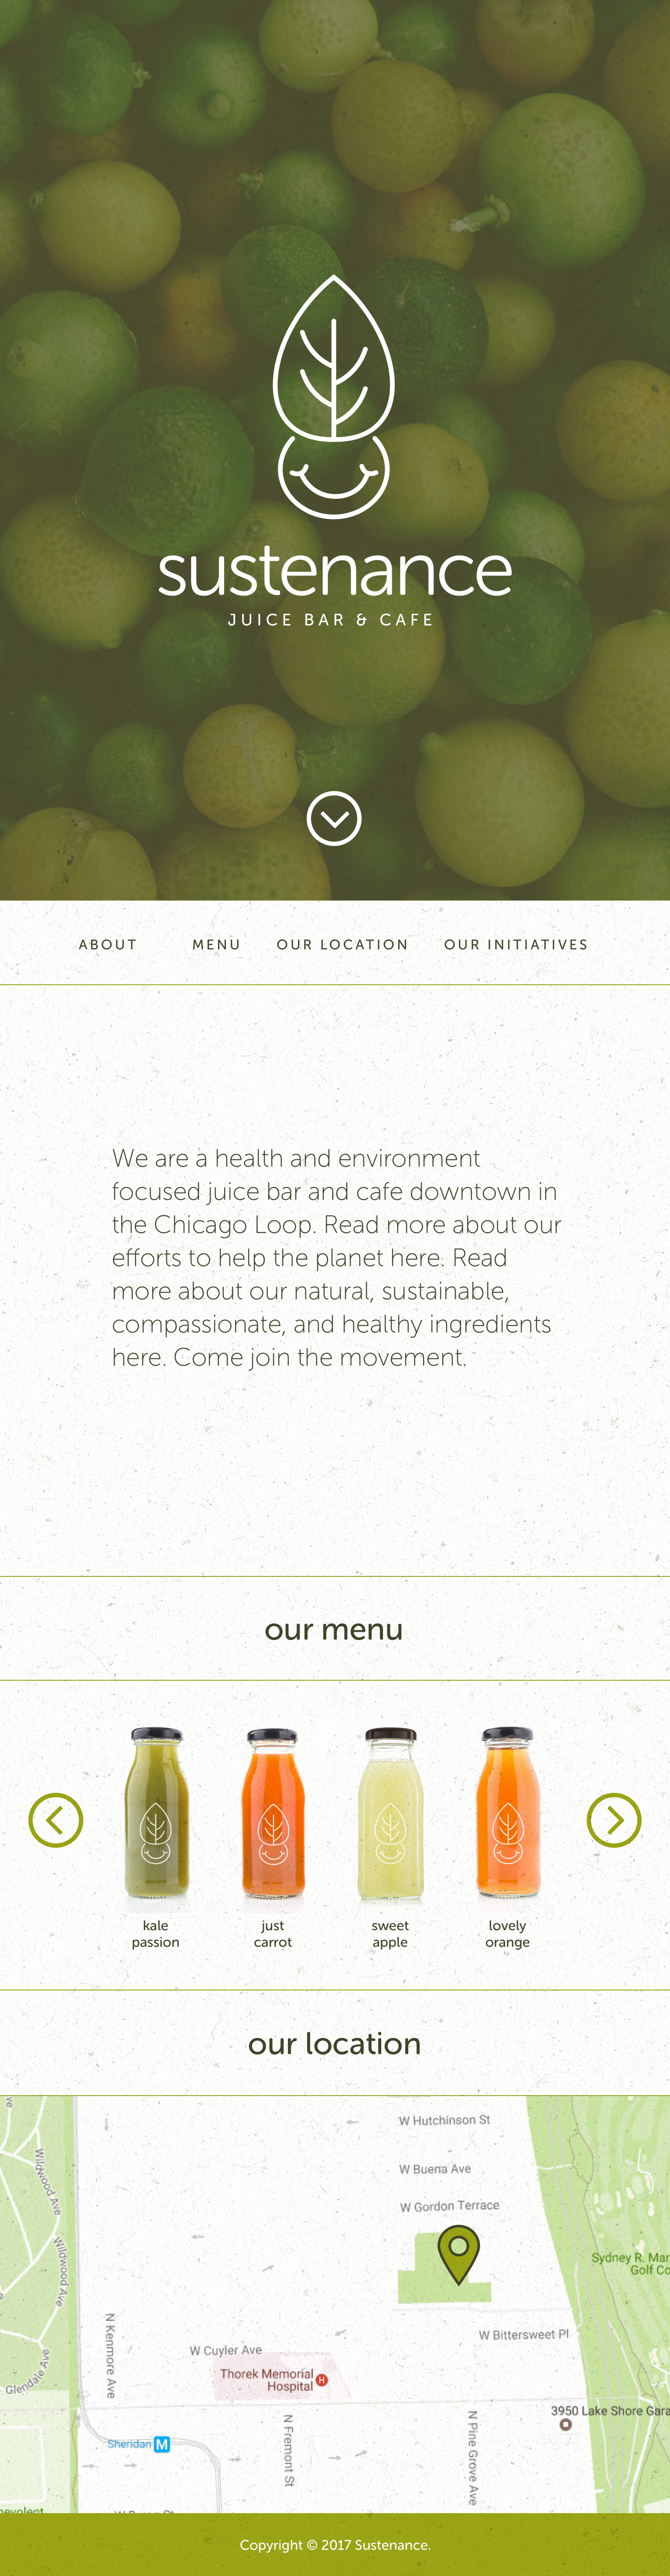 sustenance
JUICE BAR & CAFE
ABOUT
MENU
OUR LOCATION
OUR INITIATIVES
We are a health and environment
focused juice bar and cafe downtown in
the Chicago Loop. Read more about our
efforts to help the planet here. Read
more about our natural, sustainable,
compassionate, and healthy ingredients
here. Come join the movement.
our menu
kale
passion
just
carrot
sweet
apple
lovely
orange
our location
W Hutchinson St
Wildwood Ave
W Buena Ave
W Gordon Terrace
Wildwood Ave
Sydney R. Mar
Golf Co
W Bittersweet Pl
N Kenmore Ave
W Cuyler Ave
Glendale Ave
Thorek Memorial
Hospital
H
3950 Lake Shore Gara
N Fremont St
N Pine Grove Ave
Sheridan M
Copyright © 2017 Sustenance.